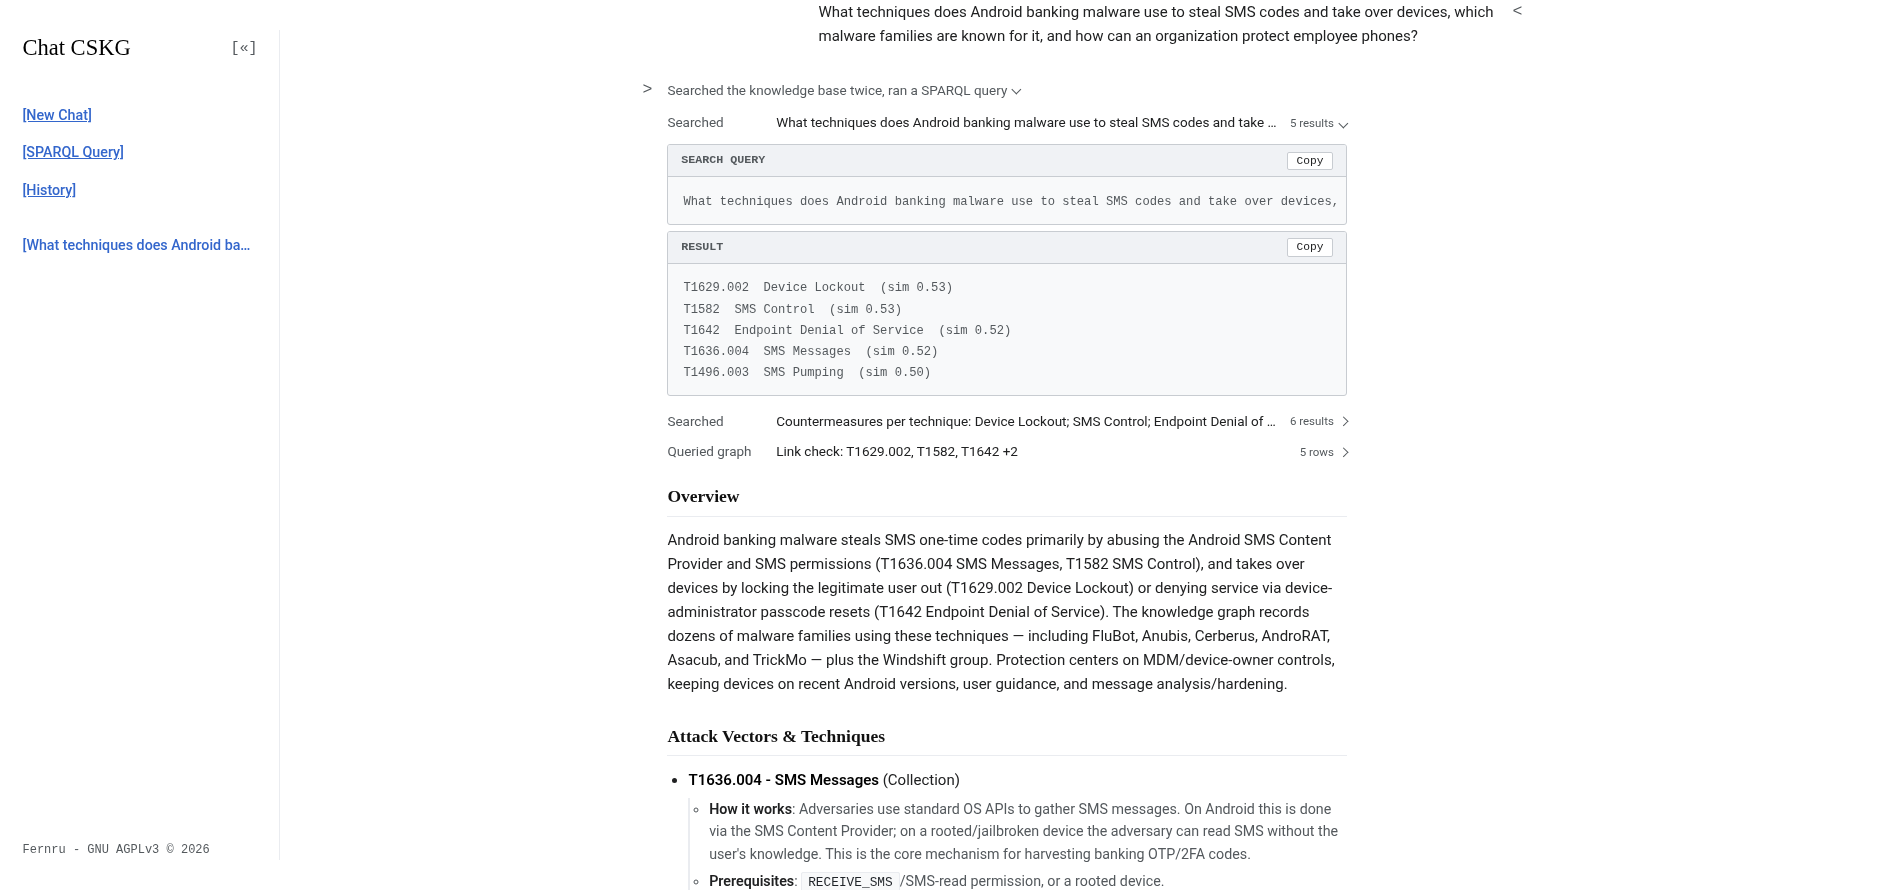 What techniques does Android banking malware use to steal SMS codes and take over devices, which <
malware families are known for it, and how can an organization protect employee phones?
Chat CSKG [«]
[New Chat]
[SPARQL Query]
[History]
[What techniques does Android ba...
Fernru - GNU AGPLv3 © 2026
> Searched the knowledge base twice, ran a SPARQL query
Searched What techniques does Android banking malware use to steal SMS codes and take ... 5 results
SEARCH QUERY Copy
What techniques does Android banking malware use to steal SMS codes and take over devices,
RESULT Copy
T1629.002 Device Lockout (sim 0.53)
T1582 SMS Control (sim 0.53)
T1642 Endpoint Denial of Service (sim 0.52)
T1636.004 SMS Messages (sim 0.52)
T1496.003 SMS Pumping (sim 0.50)
Searched Countermeasures per technique: Device Lockout; SMS Control; Endpoint Denial of ... 6 results
Queried graph Link check: T1629.002, T1582, T1642 +2 5 rows
Overview
Android banking malware steals SMS one-time codes primarily by abusing the Android SMS Content
Provider and SMS permissions (T1636.004 SMS Messages, T1582 SMS Control), and takes over
devices by locking the legitimate user out (T1629.002 Device Lockout) or denying service via device-
administrator passcode resets (T1642 Endpoint Denial of Service). The knowledge graph records
dozens of malware families using these techniques — including FluBot, Anubis, Cerberus, AndroRAT,
Asacub, and TrickMo — plus the Windshift group. Protection centers on MDM/device-owner controls,
keeping devices on recent Android versions, user guidance, and message analysis/hardening.
Attack Vectors & Techniques
• T1636.004 - SMS Messages (Collection)
◦ How it works: Adversaries use standard OS APIs to gather SMS messages. On Android this is done
via the SMS Content Provider; on a rooted/jailbroken device the adversary can read SMS without the
user's knowledge. This is the core mechanism for harvesting banking OTP/2FA codes.
◦ Prerequisites: RECEIVE_SMS /SMS-read permission, or a rooted device.